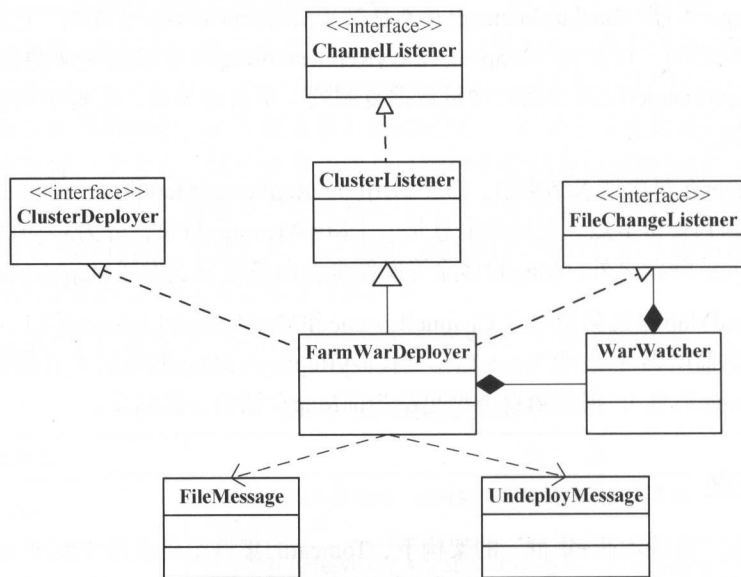 <<interface>>
ChannelListener
ClusterListener
<<interface>>
ClusterDeployer
<<interface>>
FileChangeListener
FarmWarDeployer
WarWatcher
FileMessage
UndeployMessage